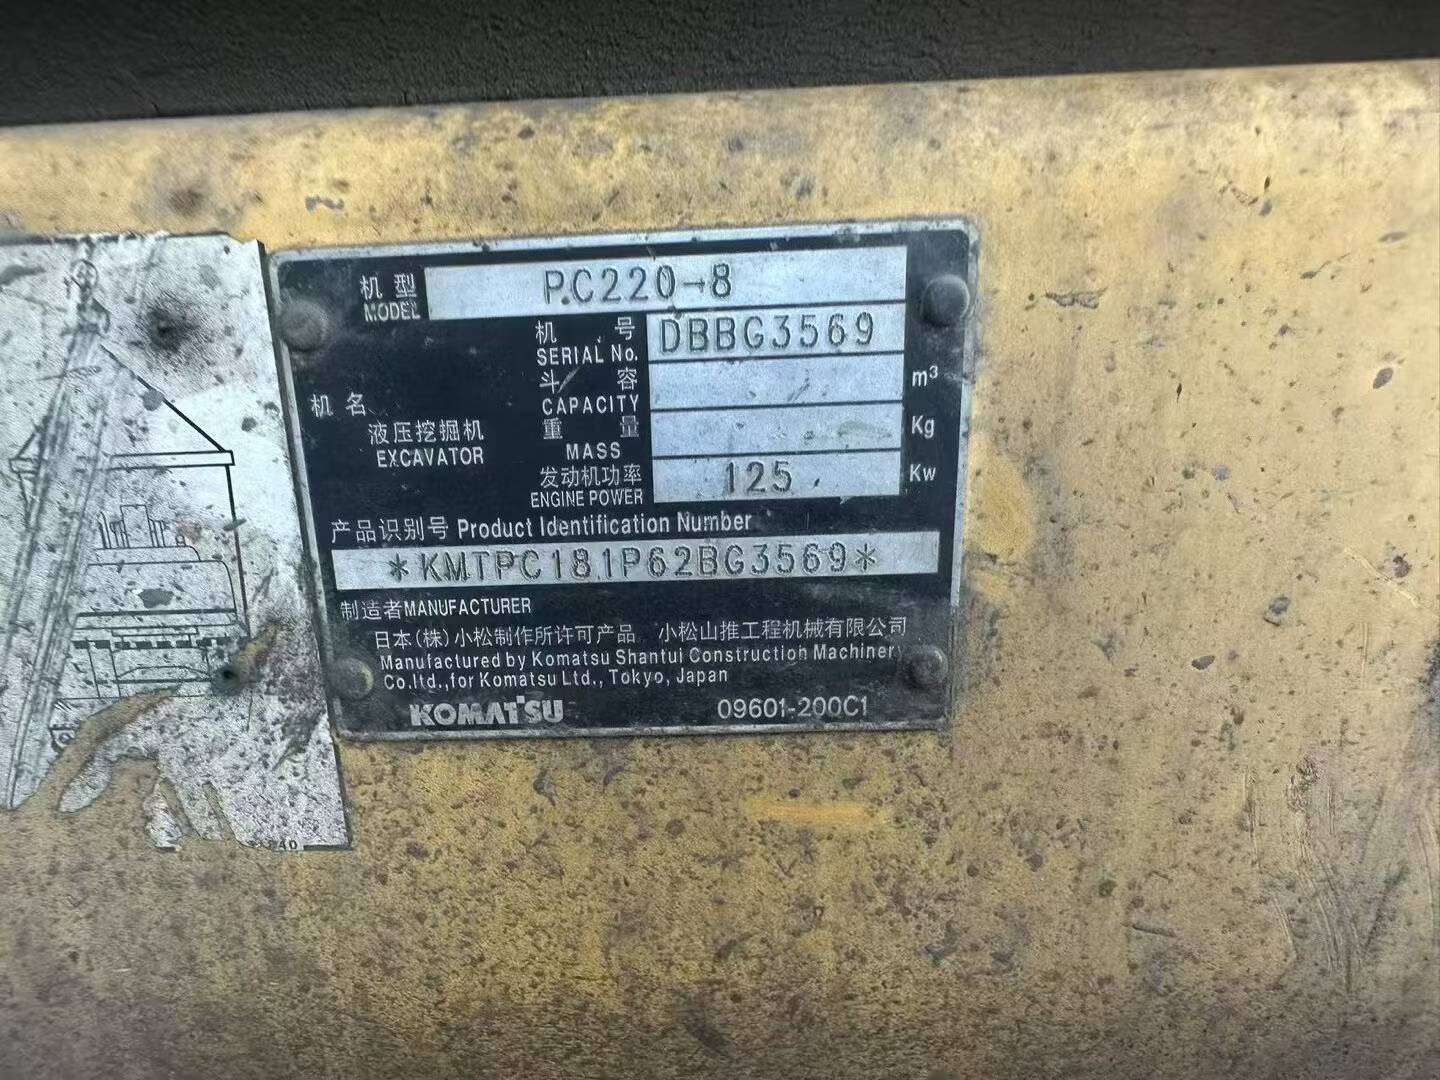 机型 PC220-8
MODEL
机号 DBBG3569
SERIAL No.
斗容 m³
CAPACITY
机名
液压挖掘机
EXCAVATOR
重量 Kg
MASS
发动机功率 125 Kw
ENGINE POWER
产品识别号 Product Identification Number
*KMTPC181P62BG3569*
制造者MANUFACTURER
日本(株)小松制作所许可产品 小松山推工程机械有限公司
Manufactured by Komatsu Shantui Construction Machinery
Co.ltd.,for Komatsu Ltd., Tokyo, Japan
KOMATSU 09601-200C1